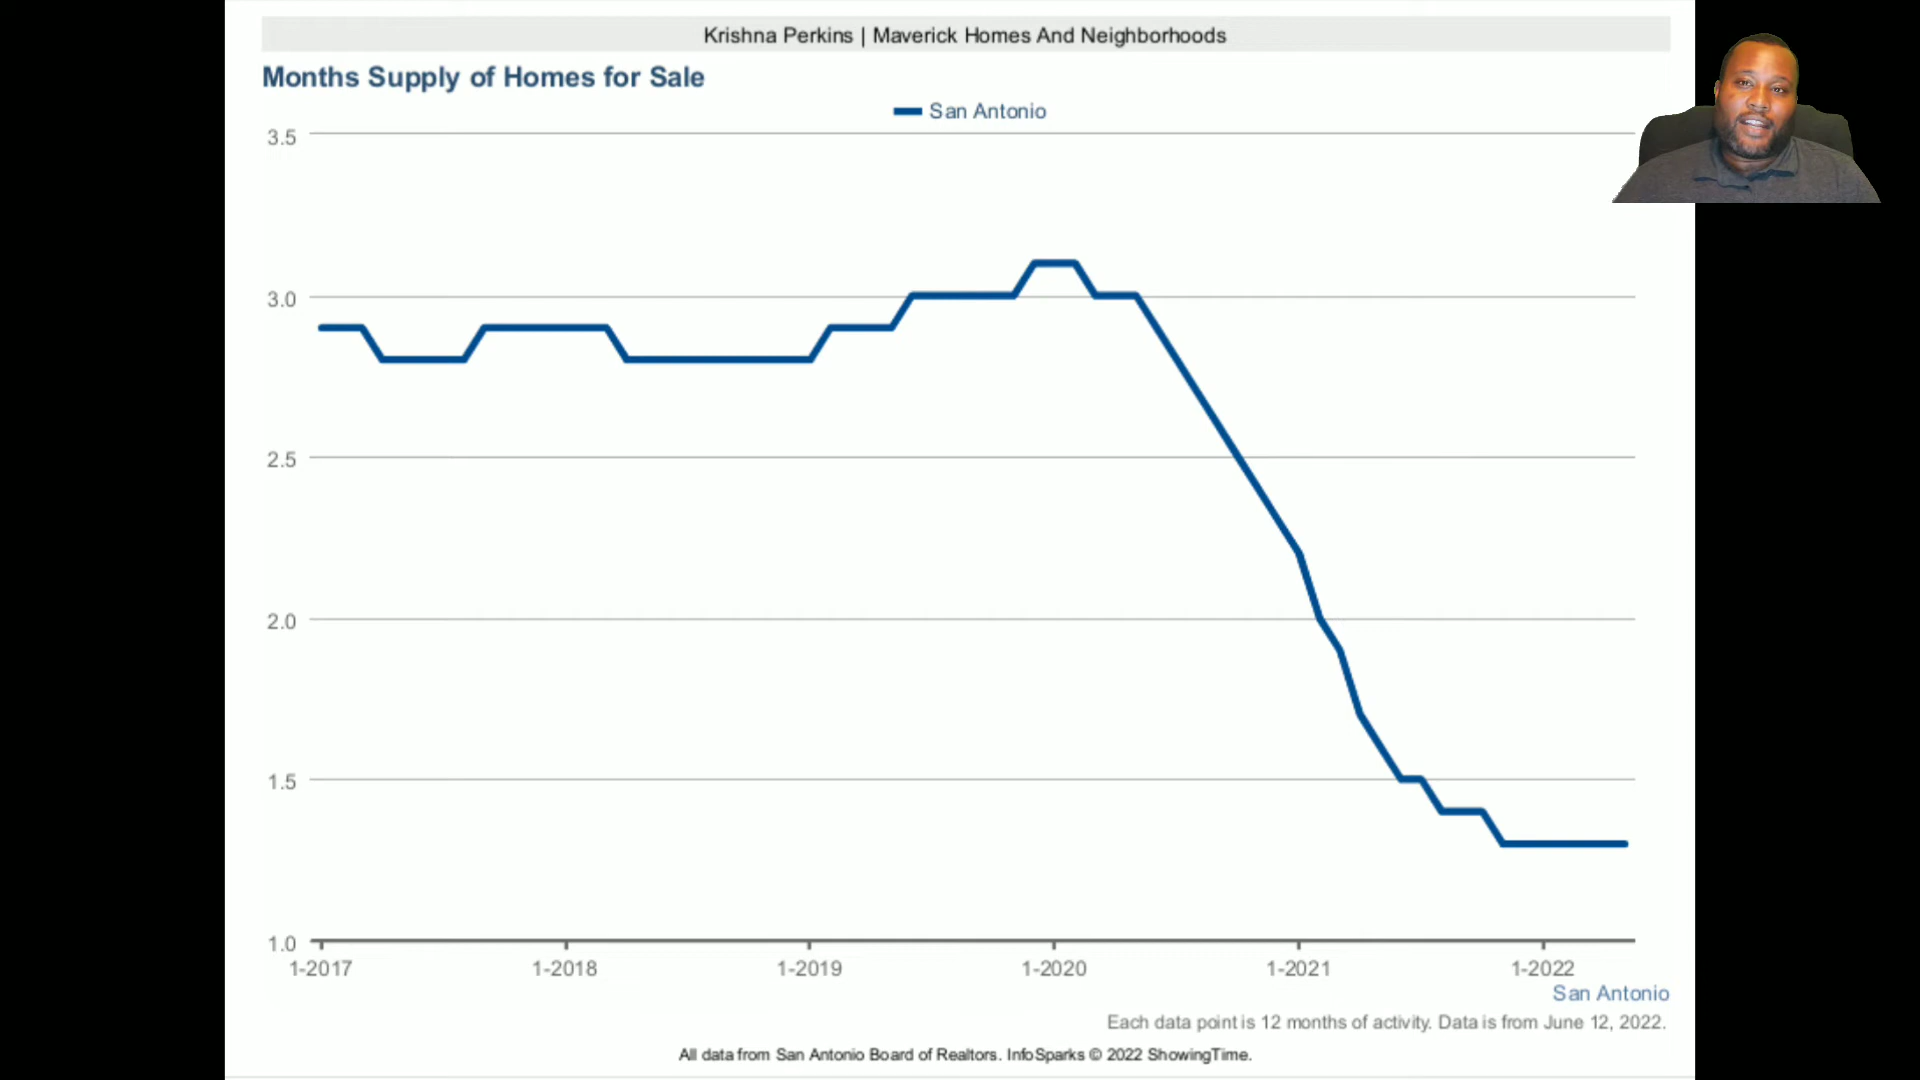 Krishna Perkins | Maverick Homes And Neighborhoods
Months Supply of Homes for Sale
San Antonio
3.5
3.0
2.5
2.0
1.5
1.0
1-2017 1-2018 1-2019 1-2020 1-2021 1-2022
San Antonio
Each data point is 12 months of activity. Data is from June 12, 2022.
All data from San Antonio Board of Realtors. InfoSparks © 2022 ShowingTime.